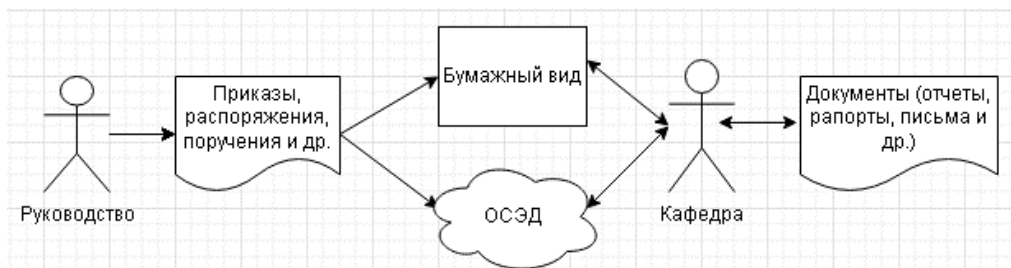 Приказы,
распоряжения,
поручения и др.
Бумажный вид
Документы (отчеты,
рапорты, письма и
др.)
Руководство
ОСЭД
Кафедра